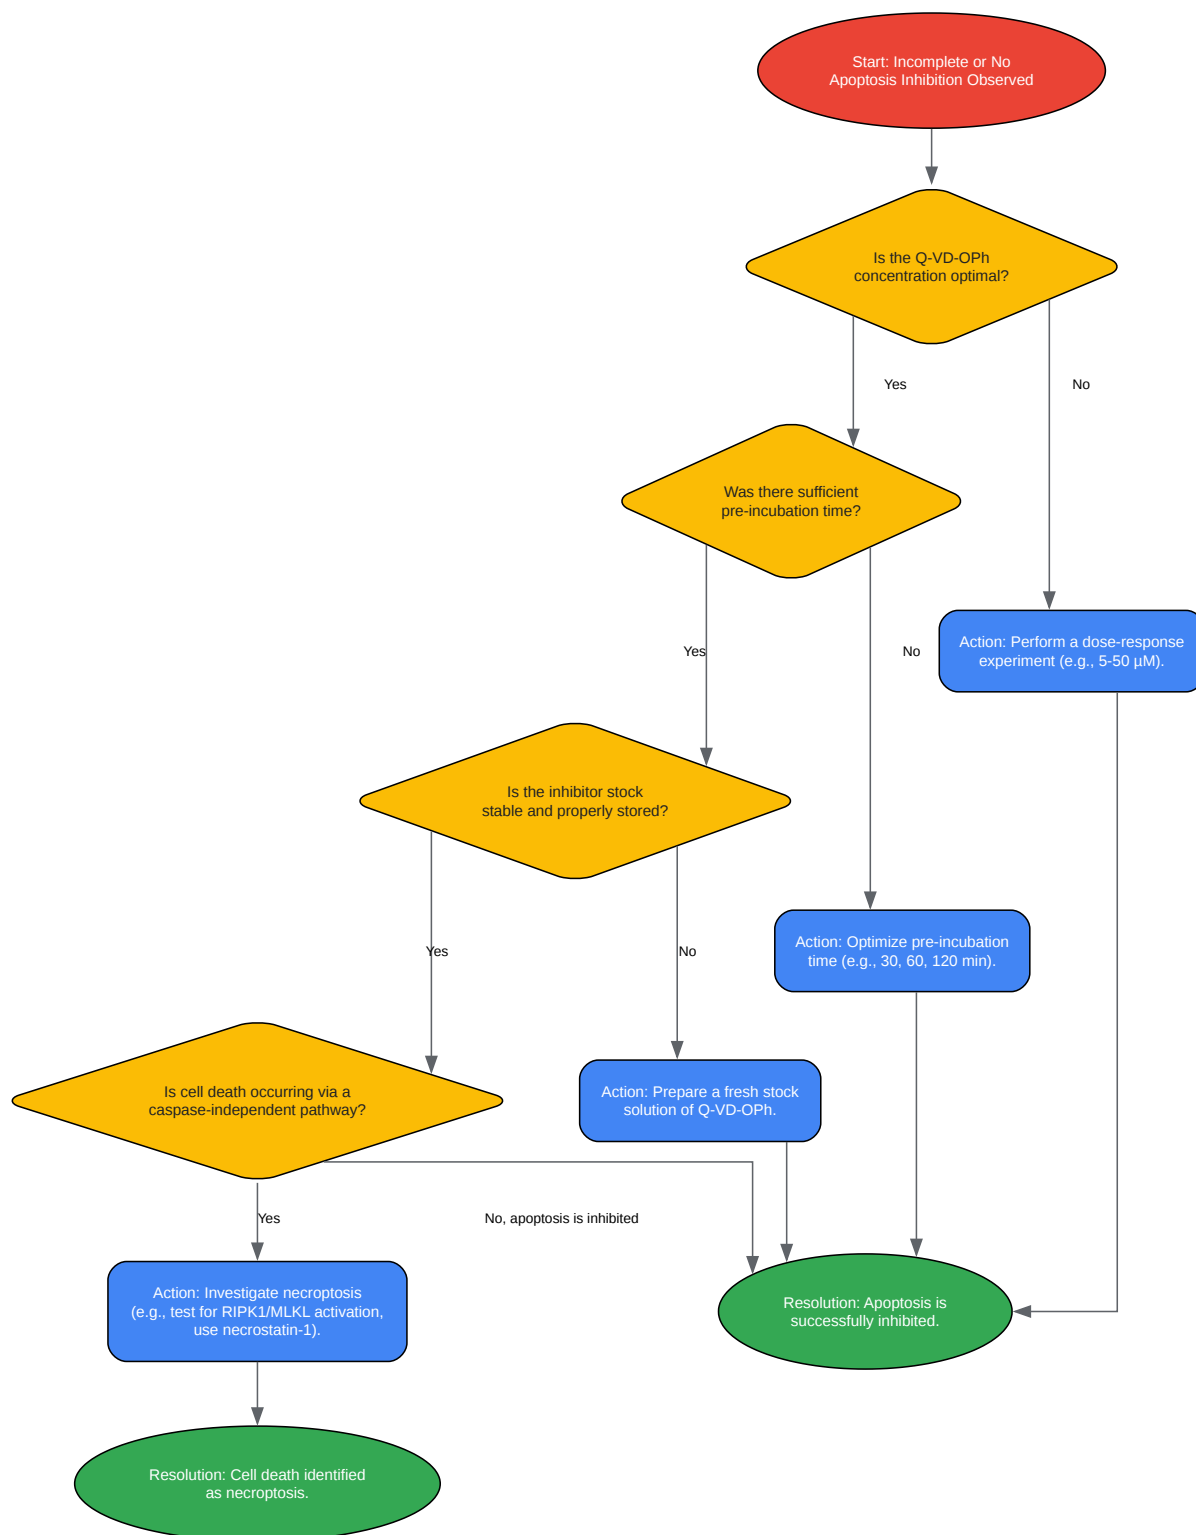 Start: Incomplete or No
Apoptosis Inhibition Observed
Is the Q-VD-OPh
concentration optimal?
Yes
No
Was there sufficient
pre-incubation time?
Yes
No
Action: Perform a dose-response
experiment (e.g., 5-50 µM).
Is the inhibitor stock
stable and properly stored?
Yes
No
Action: Optimize pre-incubation
time (e.g., 30, 60, 120 min).
Is cell death occurring via a
caspase-independent pathway?
Action: Prepare a fresh stock
solution of Q-VD-OPh.
Yes
No, apoptosis is inhibited
Action: Investigate necroptosis
(e.g., test for RIPK1/MLKL activation,
use necrostatin-1).
Resolution: Apoptosis is
successfully inhibited.
Resolution: Cell death identified
as necroptosis.